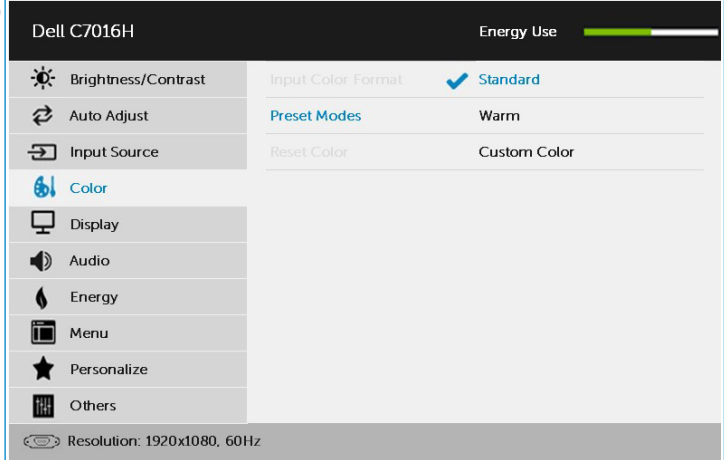 Dell C7016H Energy Use
Brightness/Contrast Input Color Format Standard
Auto Adjust Preset Modes Warm
Input Source Reset Color Custom Color
Color
Display
Audio
Energy
Menu
Personalize
Others
Resolution: 1920x1080, 60Hz